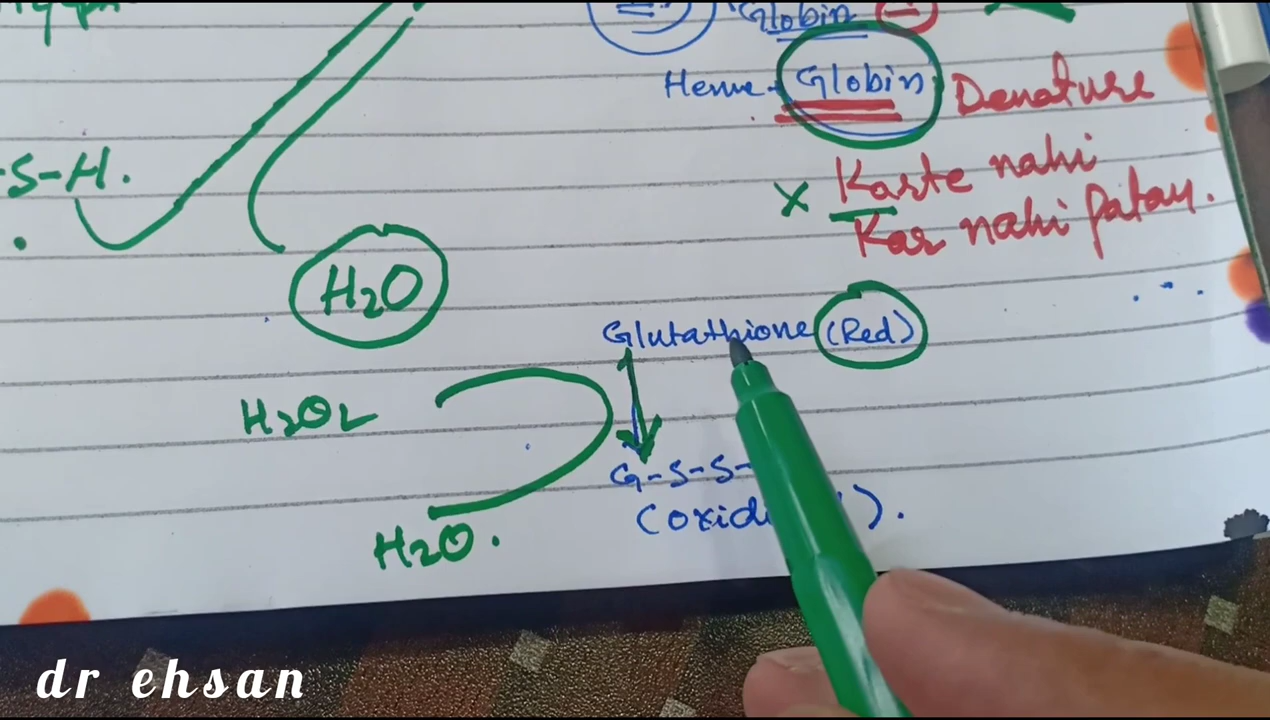 Globin
Heme-Globin Denature
-S-H.
x Karte nahi
Kar nahi patay.
H2O
Glutathione (Red)
H2O2
G-S-S-
H2O.
dr ehsan